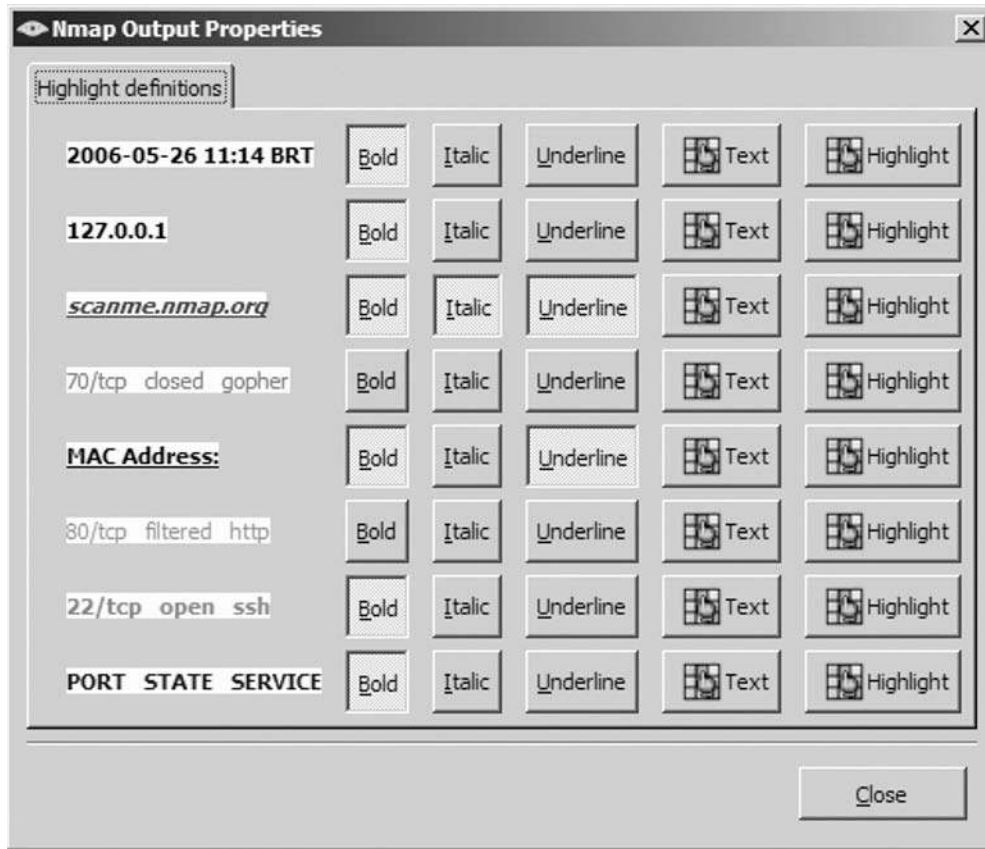 Nmap Output Properties
Highlight definitions
2006-05-26 11:14 BRT Bold Italic Underline Text Highlight
127.0.0.1 Bold Italic Underline Text Highlight
scanme.nmap.org Bold Italic Underline Text Highlight
70/tcp closed gopher Bold Italic Underline Text Highlight
MAC Address: Bold Italic Underline Text Highlight
80/tcp filtered http Bold Italic Underline Text Highlight
22/tcp open ssh Bold Italic Underline Text Highlight
PORT STATE SERVICE Bold Italic Underline Text Highlight
Close